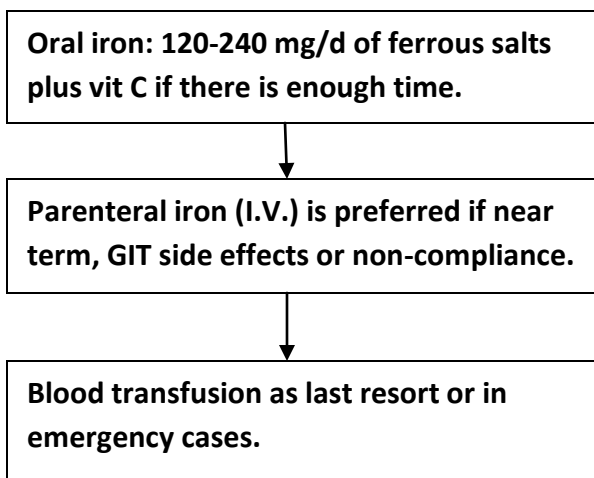 Oral iron: 120-240 mg/d of ferrous salts
plus vit C if there is enough time.
Parenteral iron (I.V.) is preferred if near
term, GIT side effects or non-compliance.
Blood transfusion as last resort or in
emergency cases.